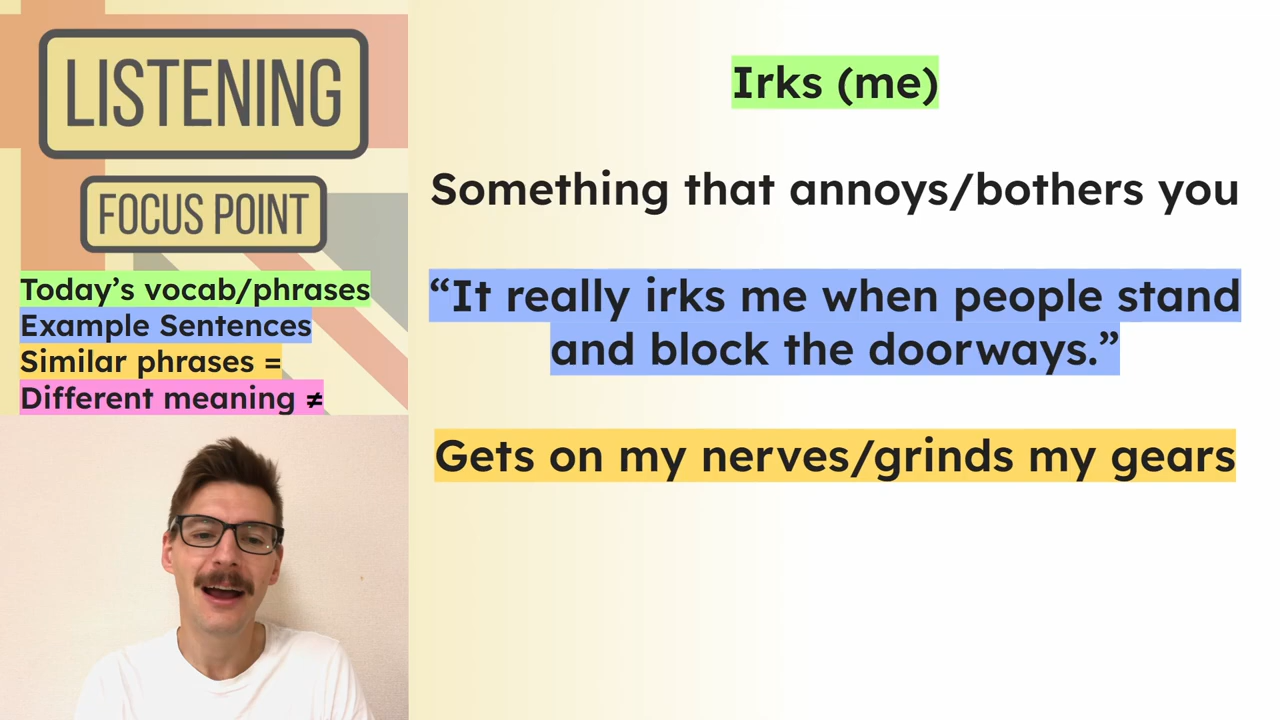 LISTENING
FOCUS POINT
Today’s vocab/phrases
Example Sentences
Similar phrases =
Different meaning ≠
Irks (me)
Something that annoys/bothers you
“It really irks me when people stand
and block the doorways.”
Gets on my nerves/grinds my gears